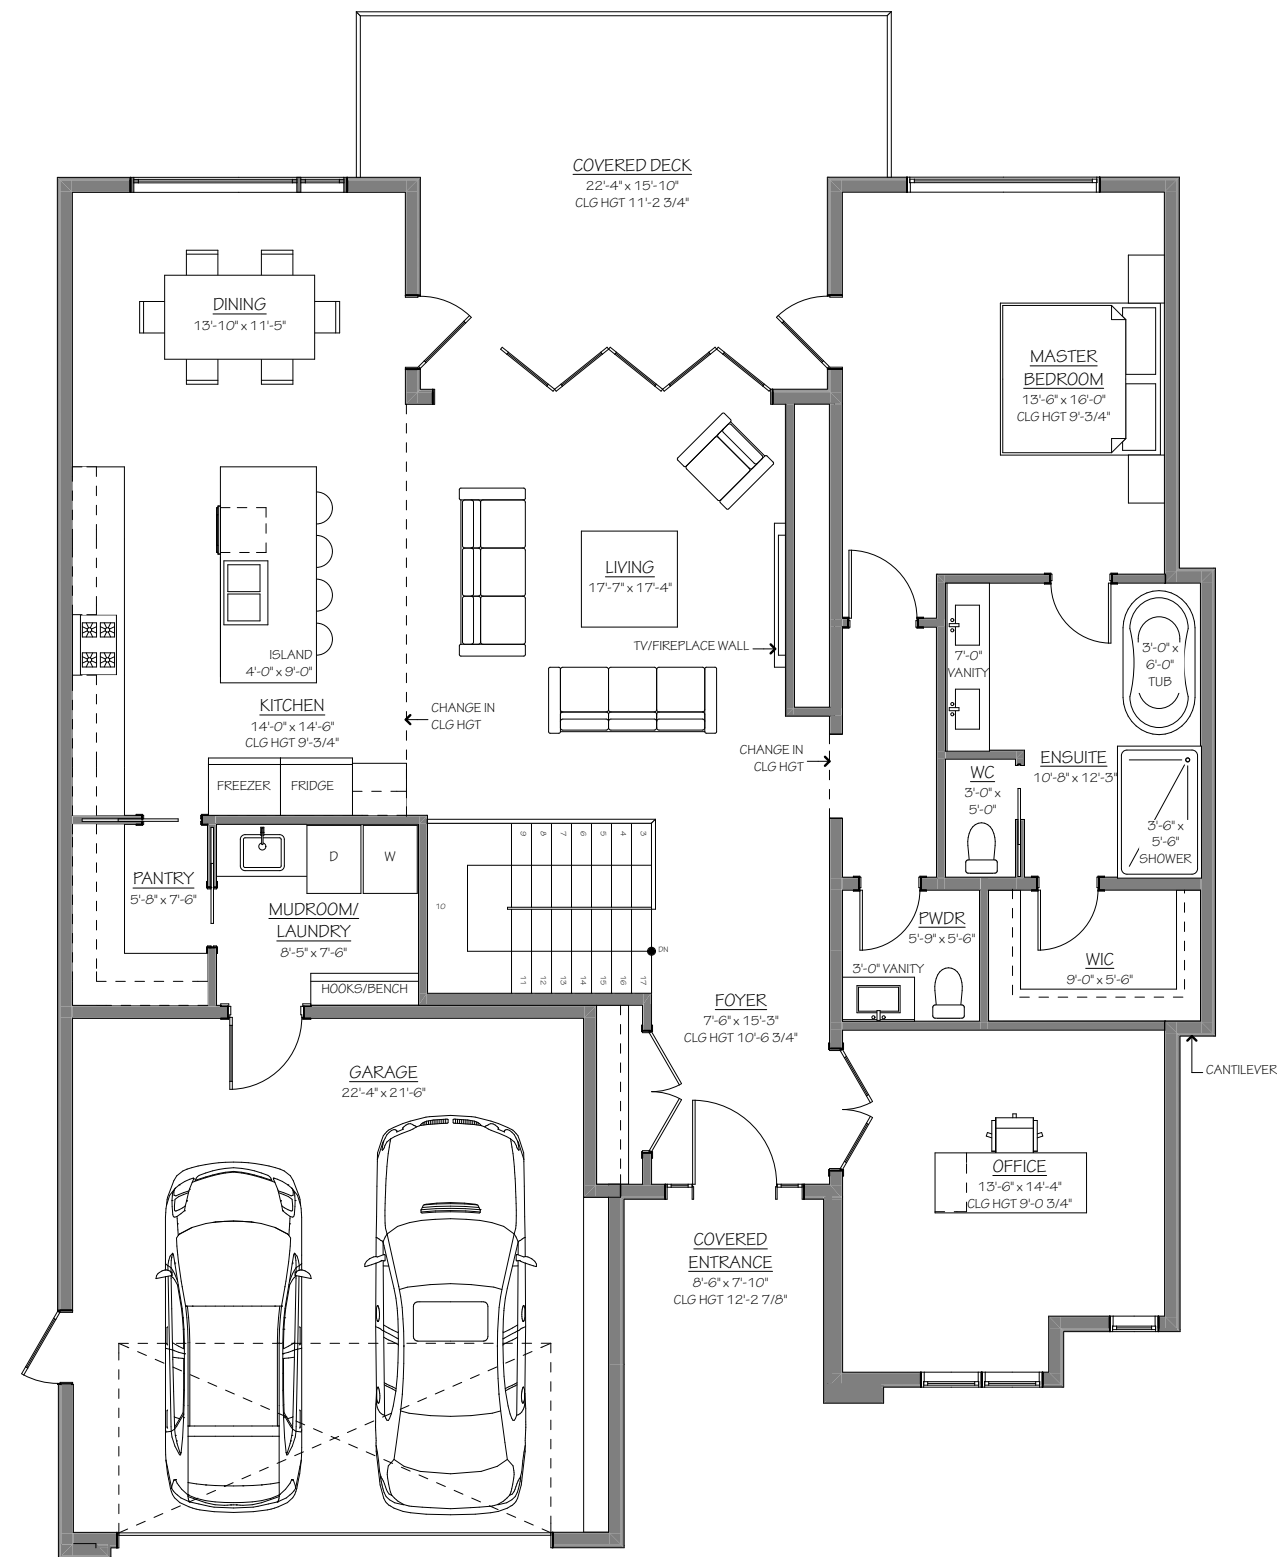 COVERED DECK
22'-4" x 15'-10"
CLG HGT 11'-2 3/4"
DINING
13'-10" x 11'-5"
MASTER
BEDROOM
13'-6" x 16'-0"
CLG HGT 9'-3/4"
LIVING
17'-7" x 17'-4"
TV/FIREPLACE WALL
ISLAND
4'-0" x 9'-0"
KITCHEN
14'-0" x 14'-6"
CLG HGT 9'-3/4"
CHANGE IN
CLG HGT
CHANGE IN
CLG HGT
7'-0"
VANITY
3'-0" x
6'-0"
TUB
ENSUITE
10'-8" x 12'-3"
WC
3'-0" x
5'-0"
3'-6" x
5'-6"
SHOWER
FREEZER
FRIDGE
D
W
PANTRY
5'-8" x 7'-6"
MUDROOM/
LAUNDRY
8'-5" x 7'-6"
HOOKS/BENCH
9 8 7 6 5 4 3
10
DN
11 12 13 14 15 16 17
PWDR
5'-9" x 5'-6"
3'-0" VANITY
WIC
9'-0" x 5'-6"
FOYER
7'-6" x 15'-3"
CLG HGT 10'-6 3/4"
CANTILEVER
GARAGE
22'-4" x 21'-6"
OFFICE
13'-6" x 14'-4"
CLG HGT 9'-0 3/4"
COVERED
ENTRANCE
8'-6" x 7'-10"
CLG HGT 12'-2 7/8"